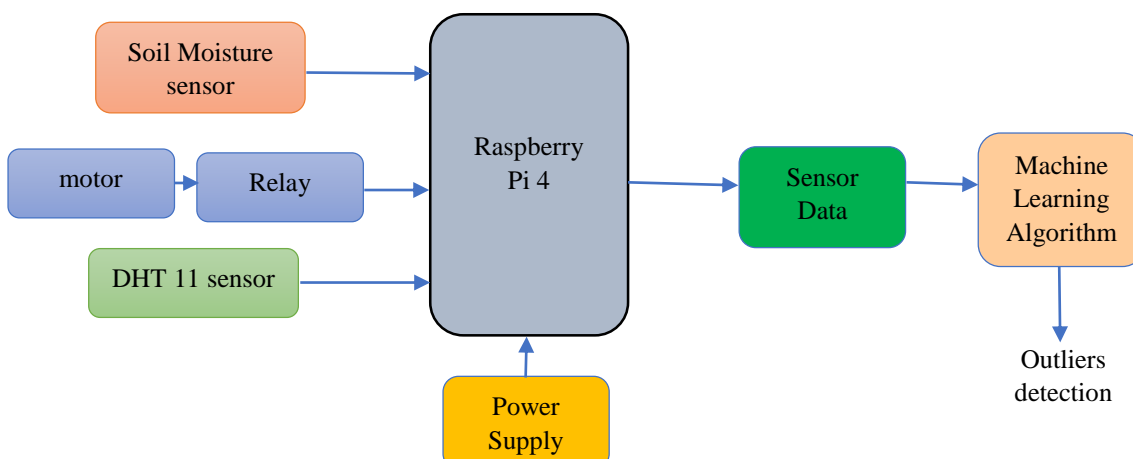 Soil Moisture
sensor
motor
Relay
DHT 11 sensor
Raspberry
Pi 4
Power
Supply
Sensor
Data
Machine
Learning
Algorithm
Outliers
detection